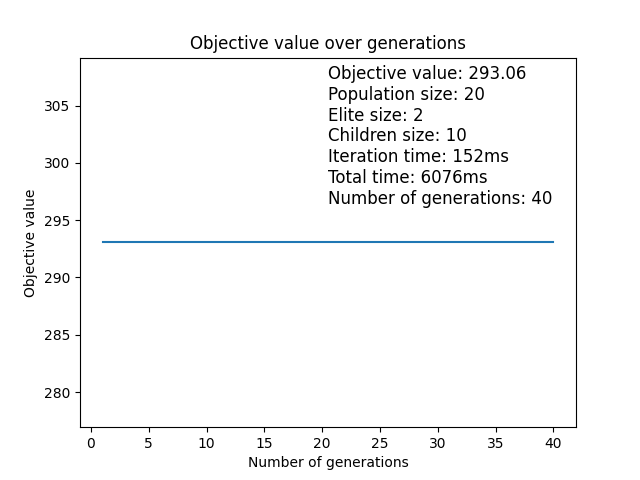 Objective value over generations
Objective value: 293.06
Population size: 20
Elite size: 2
Children size: 10
Iteration time: 152ms
Total time: 6076ms
Number of generations: 40
Objective value
305
300
295
290
285
280
0 5 10 15 20 25 30 35 40
Number of generations